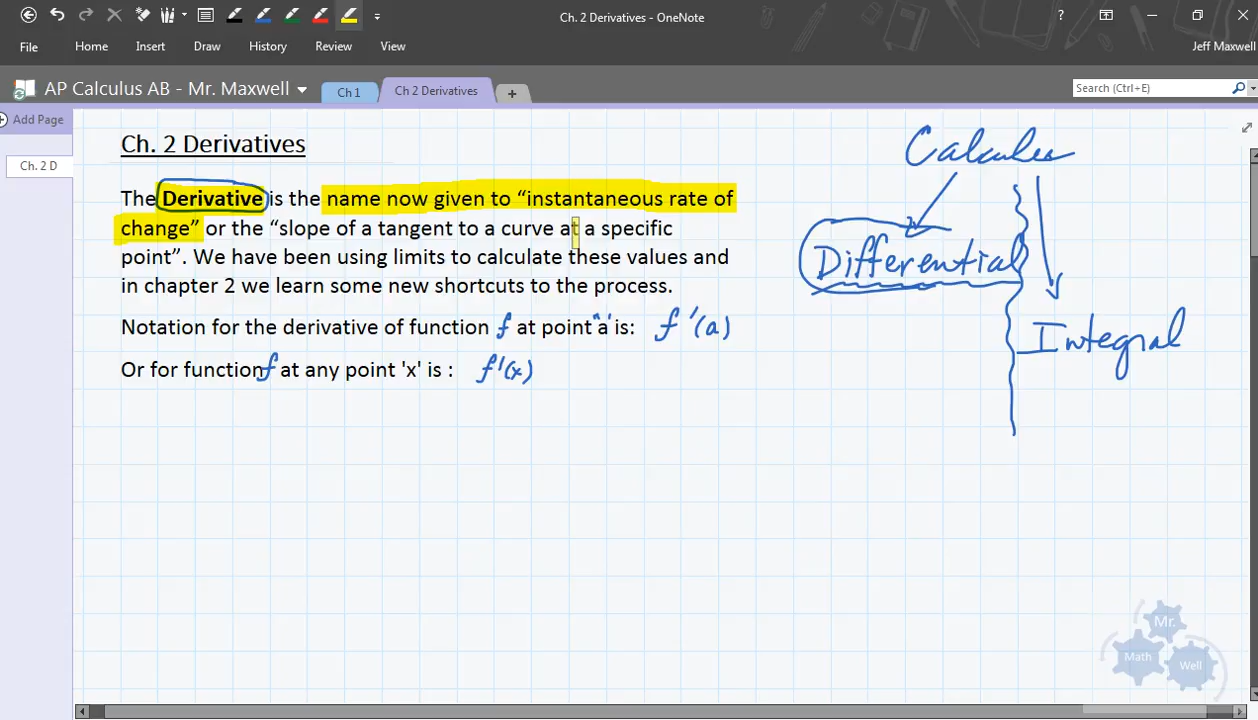 Ch. 2 Derivatives - OneNote
?
File
Home
Insert
Draw
History
Review
View
Jeff Maxwell
AP Calculus AB - Mr. Maxwell
Ch 1
Ch 2 Derivatives
+
Search (Ctrl+E)
Add Page
Ch. 2 D
Ch. 2 Derivatives
The Derivative is the name now given to “instantaneous rate of
change” or the “slope of a tangent to a curve at a specific
point”. We have been using limits to calculate these values and
in chapter 2 we learn some new shortcuts to the process.
Notation for the derivative of function f at point "a" is: f'(a)
Or for function f at any point 'x' is : f'(x)
Calculus
Differential
Integral
Mr.
Math
Well